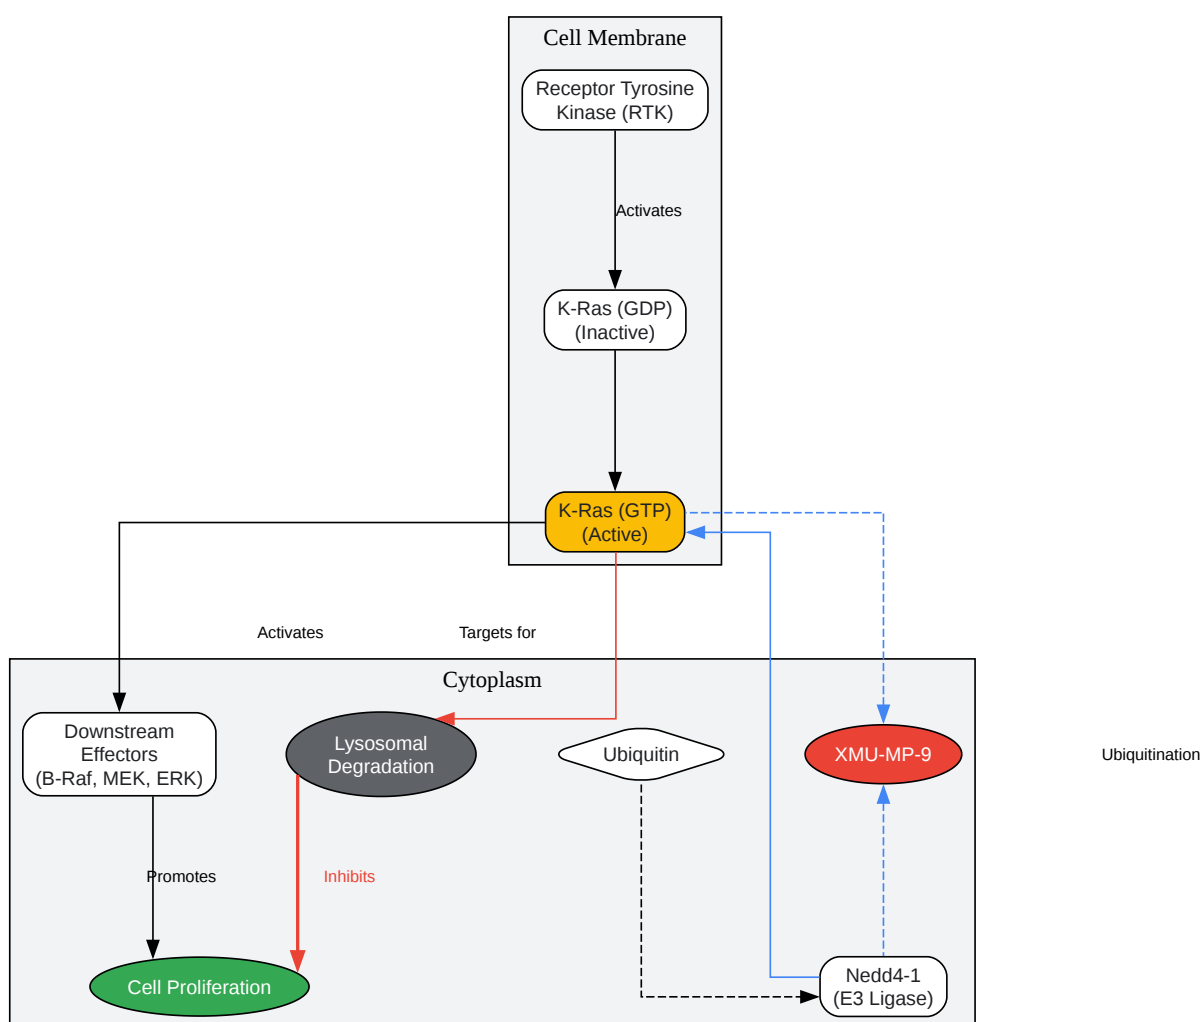 Cell Membrane
Receptor Tyrosine
Kinase (RTK)
Activates
K-Ras (GDP)
(Inactive)
K-Ras (GTP)
(Active)
Activates
Targets for
Cytoplasm
Downstream
Effectors
(B-Raf, MEK, ERK)
Lysosomal
Degradation
Ubiquitin
XMU-MP-9
Ubiquitination
Promotes
Inhibits
Cell Proliferation
Nedd4-1
(E3 Ligase)